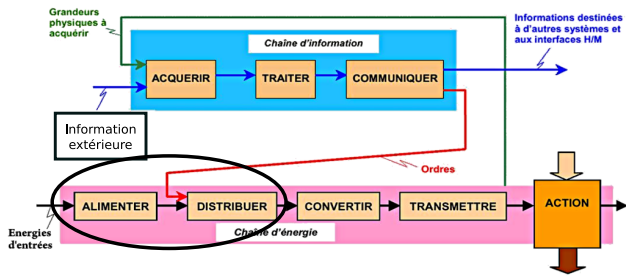 Grandeurs
physiques à
acquérir
Chaîne d'information
Informations destinées
à d'autres systèmes et
aux interfaces H/M
ACQUERIR
TRAITER
COMMUNIQUER
Information
extérieure
Ordres
ALIMENTER
DISTRIBUER
CONVERTIR
TRANSMETTRE
ACTION
Energies
d'entrées
Chaîne d'énergie